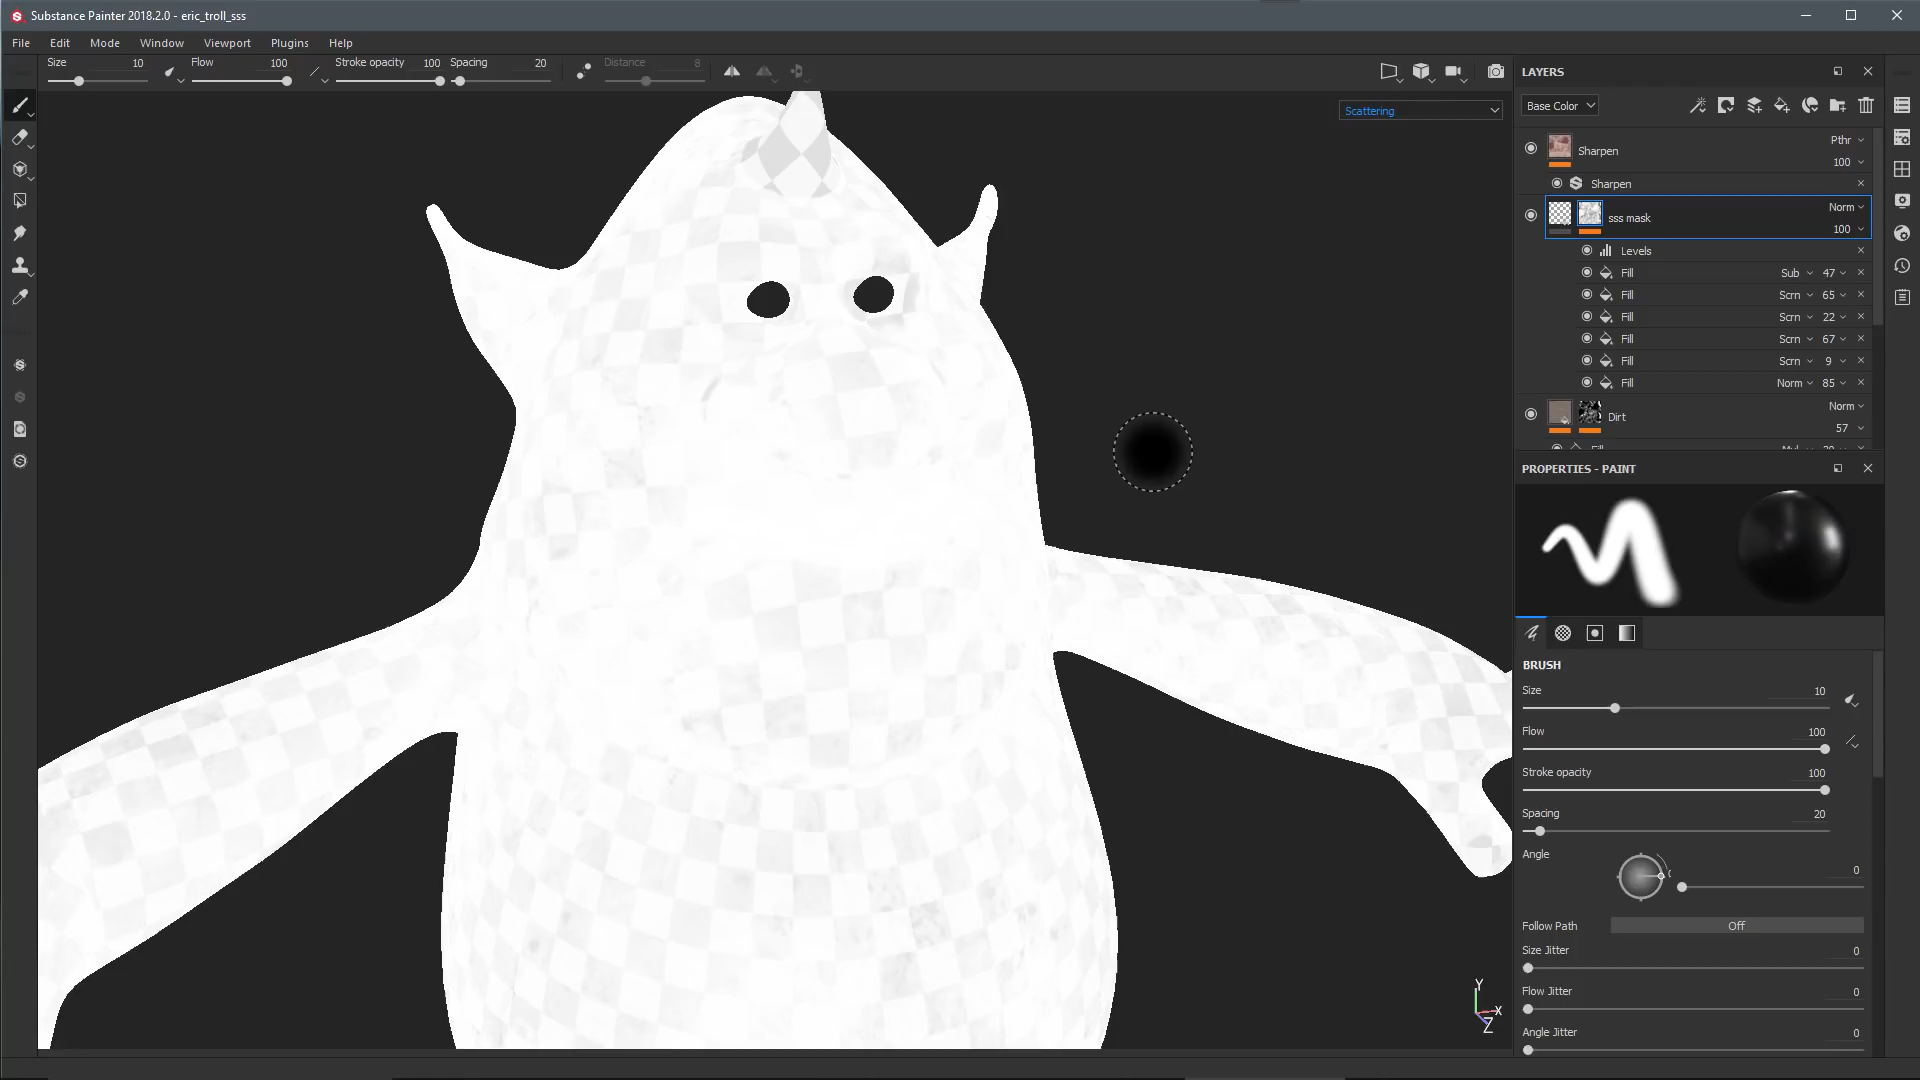 Substance Painter 2018.2.0 - eric_troll_sss
File Edit Mode Window Viewport Plugins Help
Size 10 Flow 100 Stroke opacity 100 Spacing 20 Distance 8
Scattering
LAYERS
Base Color
Sharpen Pthr 100
Sharpen
sss mask Norm 100
Levels
Fill Sub 47
Fill Scrn 65
Fill Scrn 22
Fill Scrn 67
Fill Scrn 9
Fill Norm 85
Dirt Norm 57
PROPERTIES - PAINT
BRUSH
Size 10
Flow 100
Stroke opacity 100
Spacing 20
Angle 0
Follow Path Off
Size Jitter 0
Flow Jitter 0
Angle Jitter 0
Y
X
Z